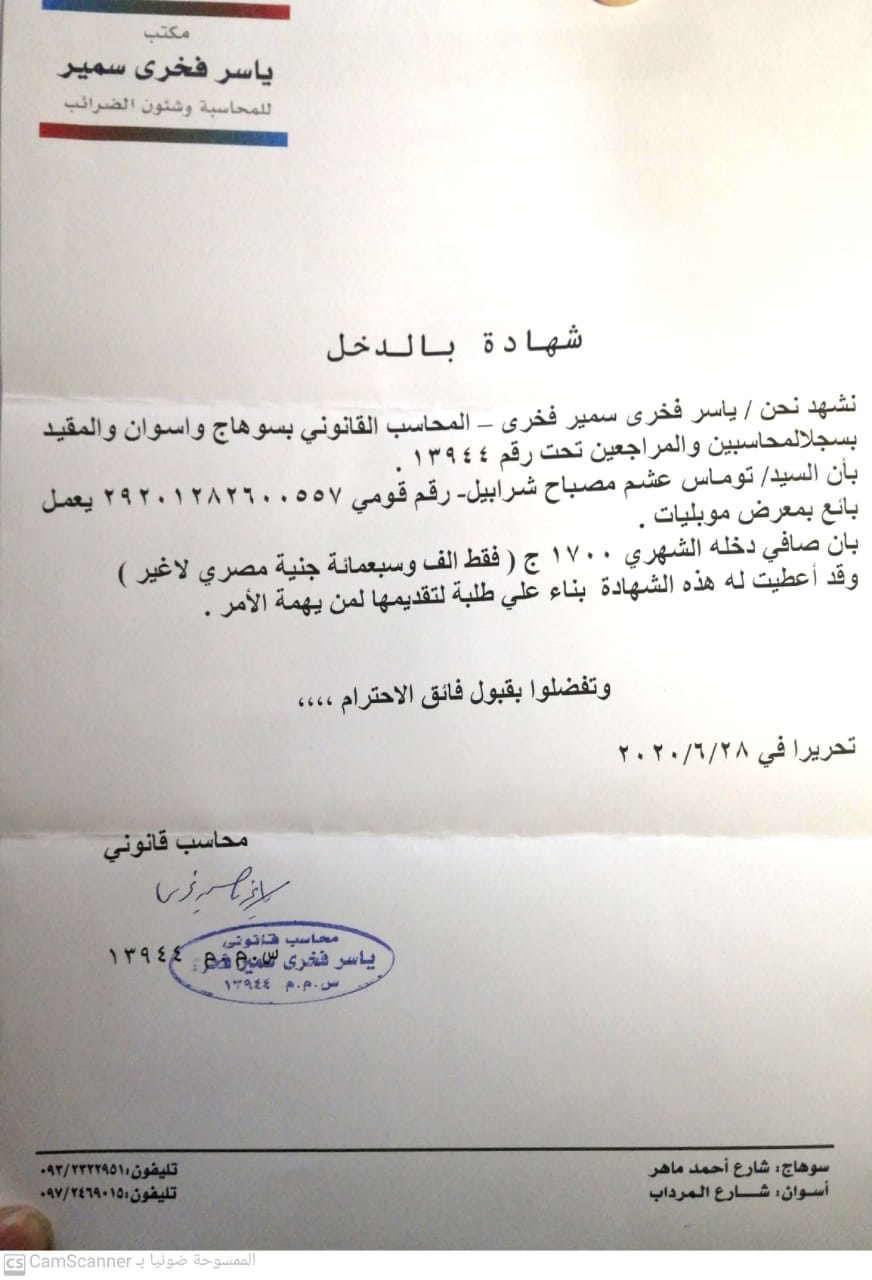 مكتب
ياسر فخرى سمير
للمحاسبة وشئون الضرائب
شهادة بالدخل
نشهد نحن / ياسر فخرى سمير فخرى – المحاسب القانوني بسوهاج واسوان والمقيد
بسجلالمحاسبين والمراجعين تحت رقم ١٣٩٤٤ .
بأن السيد/ توماس عشم مصباح شرابيل- رقم قومي ٢٩٢٠١٢٨٢٦٠٠٥٥٧ يعمل
بائع بمعرض موبليات .
بان صافي دخله الشهري ١٧٠٠ ج ( فقط الف وسبعمائة جنية مصري لاغير )
وقد أعطيت له هذه الشهادة بناء علي طلبة لتقديمها لمن يهمة الأمر .
وتفضلوا بقبول فائق الاحترام ،،،،
تحريرا في ٢٠٢٠/٦/٢٨
محاسب قانوني
س.م.م ١٣٩٤٤
محاسب قانونى
ياسر فخرى سمير فخرى
س.م.م ١٣٩٤٤
سوهاج: شارع أحمد ماهر تليفون:٠٩٣/٢٣٢٢٩٥١
أسوان: شارع المرداب تليفون:٠٩٧/٢٤٦٩٠١٥
الممسوحة ضوئيا بـ CamScanner
CS